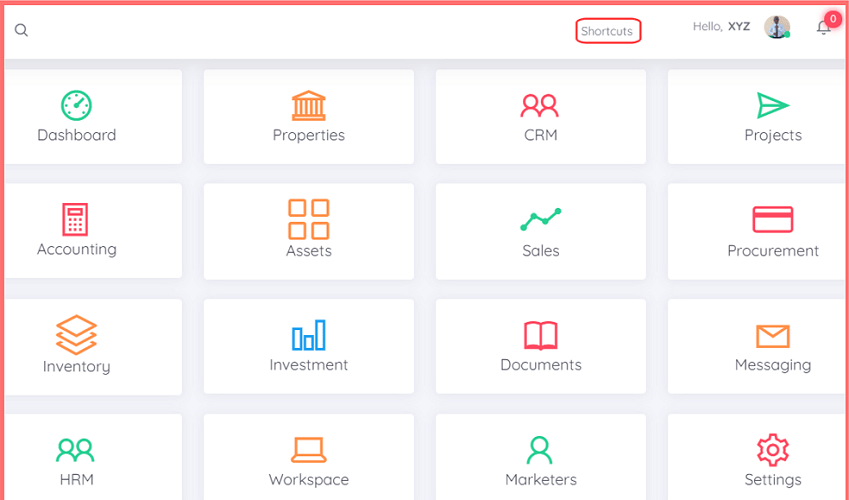 Shortcuts
Hello, XYZ
0
Dashboard
Properties
CRM
Projects
Accounting
Assets
Sales
Procurement
Inventory
Investment
Documents
Messaging
HRM
Workspace
Marketers
Settings